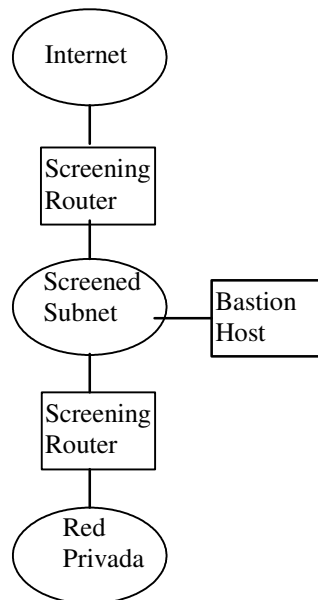 Internet
Screening
Router
Screened
Subnet
Bastion
Host
Screening
Router
Red
Privada